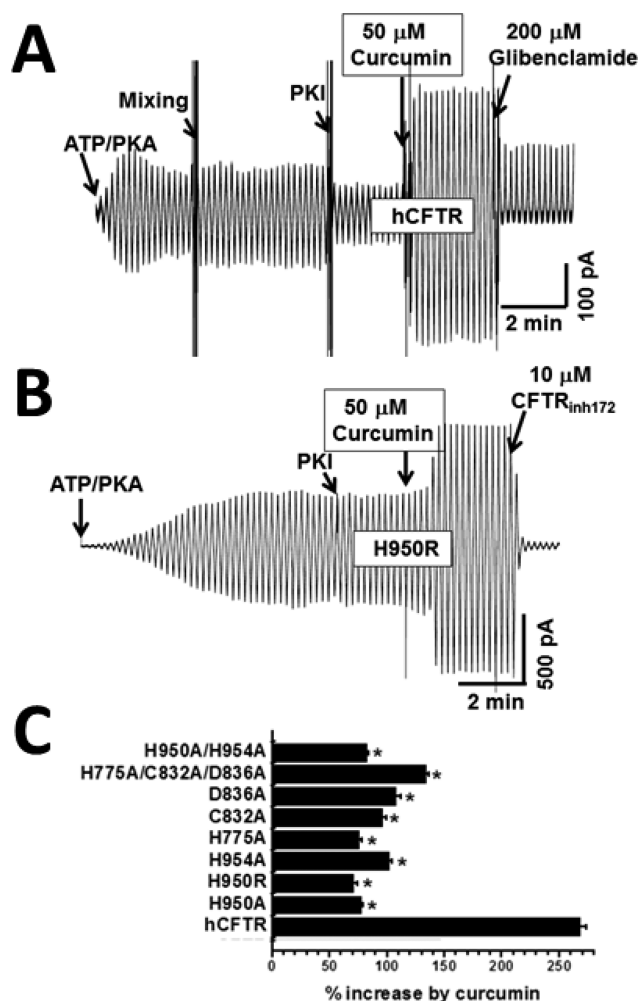 A
50 μM
Curcumin
200 μM
Glibenclamide
Mixing
PKI
ATP/PKA
hCFTR
2 min
100 pA
B
10 μM
CFTRinh172
50 μM
Curcumin
PKI
ATP/PKA
H950R
2 min
500 pA
C
H950A/H954A
*
H775A/C832A/D836A
*
D836A
*
C832A
*
H775A
*
H954A
*
H950R
*
H950A
*
hCFTR
0 50 100 150 200 250
% increase by curcumin